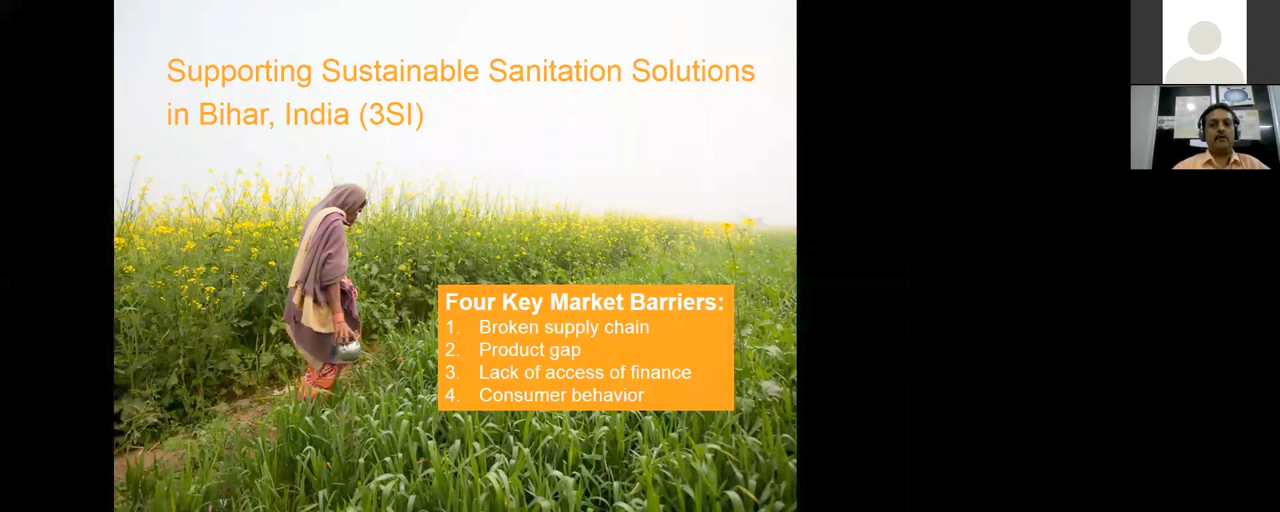 Supporting Sustainable Sanitation Solutions
in Bihar, India (3SI)
Four Key Market Barriers:
1. Broken supply chain
2. Product gap
3. Lack of access of finance
4. Consumer behavior